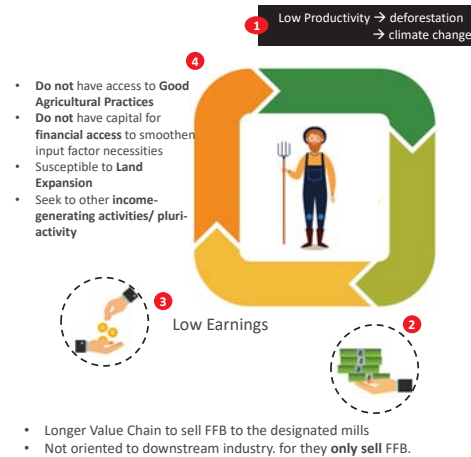 1
Low Productivity → deforestation
→ climate change
4
• Do not have access to Good
Agricultural Practices
• Do not have capital for
financial access to smoothen
input factor necessities
• Susceptible to Land
Expansion
• Seek to other income-
generating activities/ pluri-
activity
3
Low Earnings
2
• Longer Value Chain to sell FFB to the designated mills
• Not oriented to downstream industry. for they only sell FFB.